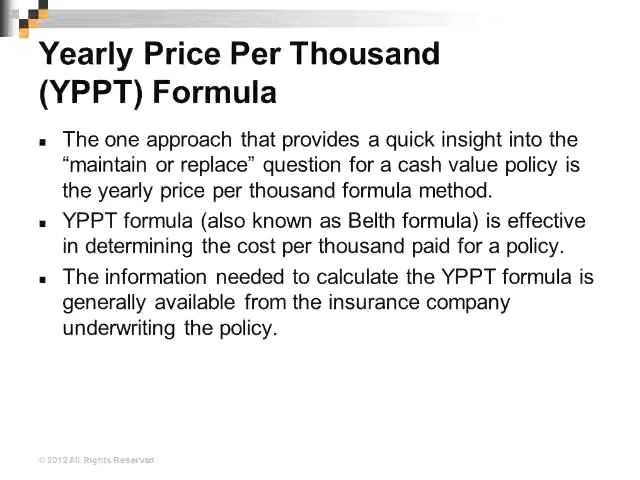 Yearly Price Per Thousand
(YPPT) Formula
The one approach that provides a quick insight into the
“maintain or replace” question for a cash value policy is
the yearly price per thousand formula method.
YPPT formula (also known as Belth formula) is effective
in determining the cost per thousand paid for a policy.
The information needed to calculate the YPPT formula is
generally available from the insurance company
underwriting the policy.
© 2012 All Rights Reserved